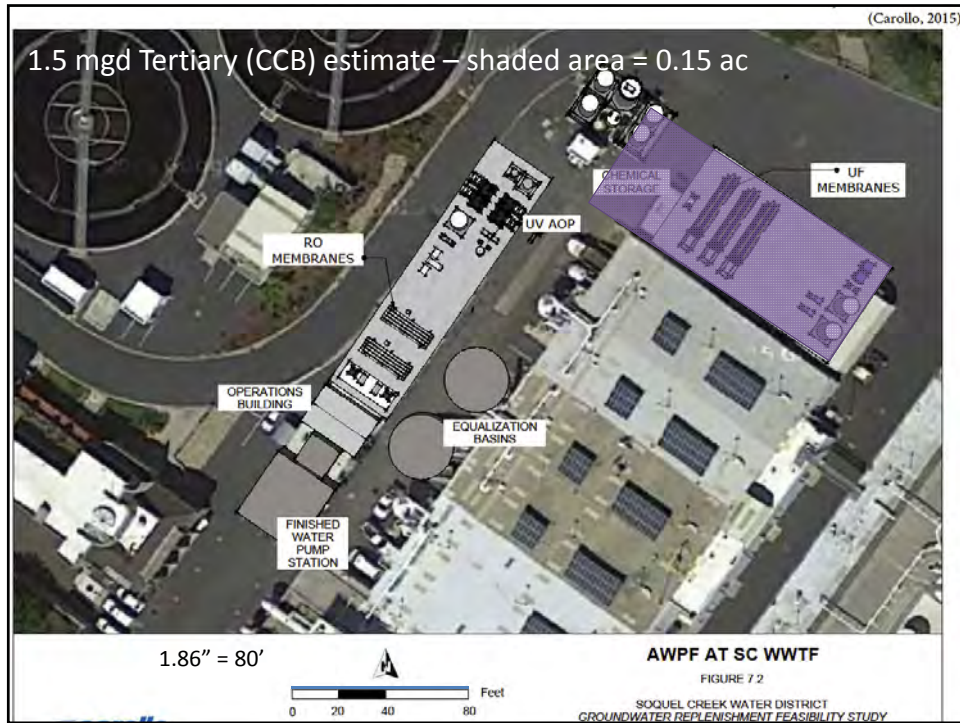 (Carollo, 2015)
1.5 mgd Tertiary (CCB) estimate – shaded area = 0.15 ac
CHEMICAL
STORAGE
UF
MEMBRANES
UV AOP
RO
MEMBRANES
OPERATIONS
BUILDING
EQUALIZATION
BASINS
FINISHED
WATER
PUMP
STATION
1.86” = 80’
Feet
0 20 40 80
AWPF AT SC WWTF
FIGURE 7.2
SOQUEL CREEK WATER DISTRICT
GROUNDWATER REPLENISHMENT FEASIBILITY STUDY